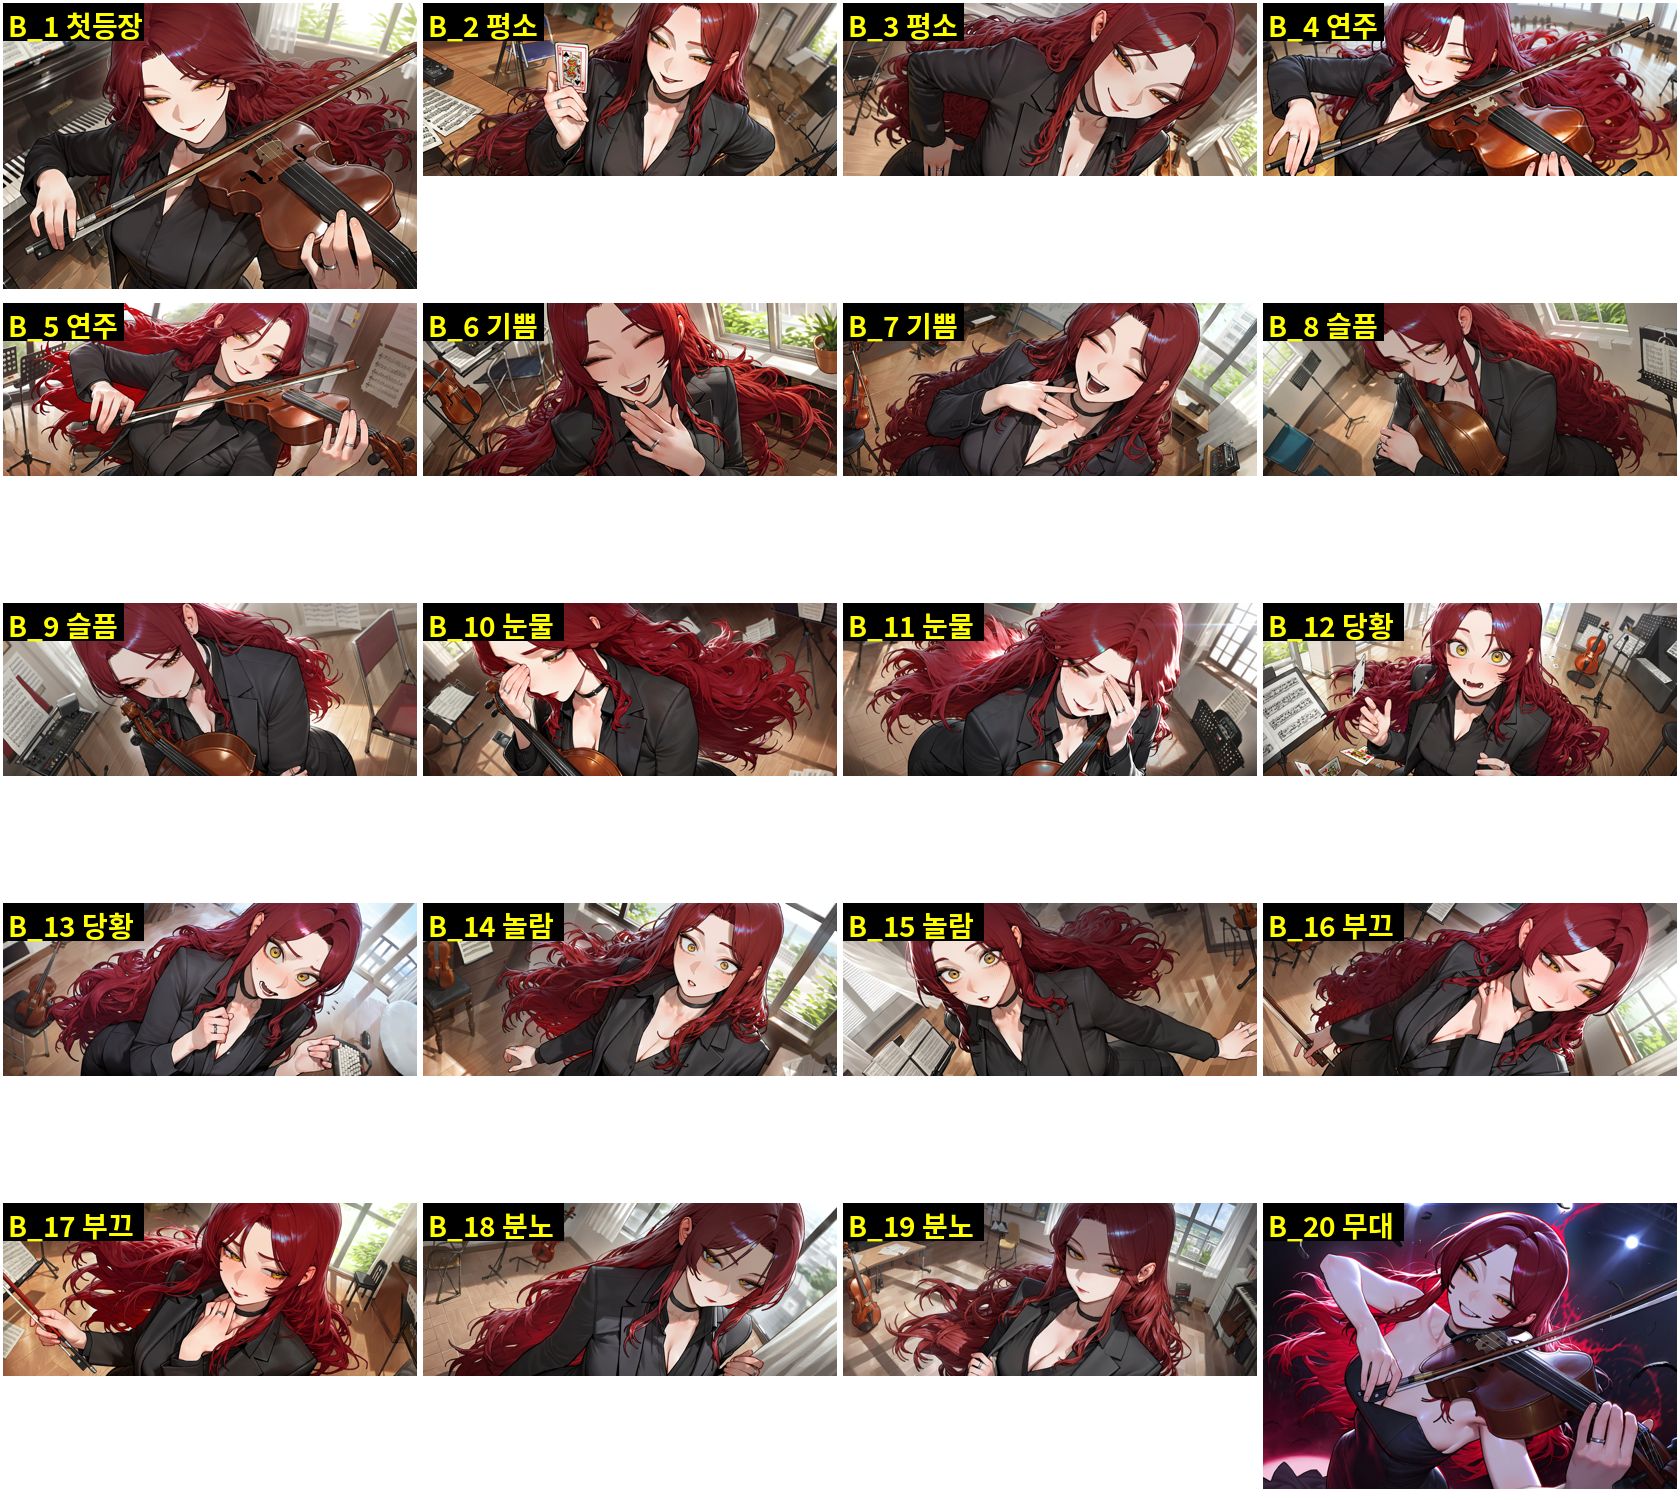 B_1 첫등장
B_2 평소
B_3 평소
B_4 연주
B_5 연주
B_6 기쁨
B_7 기쁨
B_8 슬픔
B_9 슬픔
B_10 눈물
B_11 눈물
B_12 당황
B_13 당황
B_14 놀람
B_15 놀람
B_16 부끄
B_17 부끄
B_18 분노
B_19 분노
B_20 무대